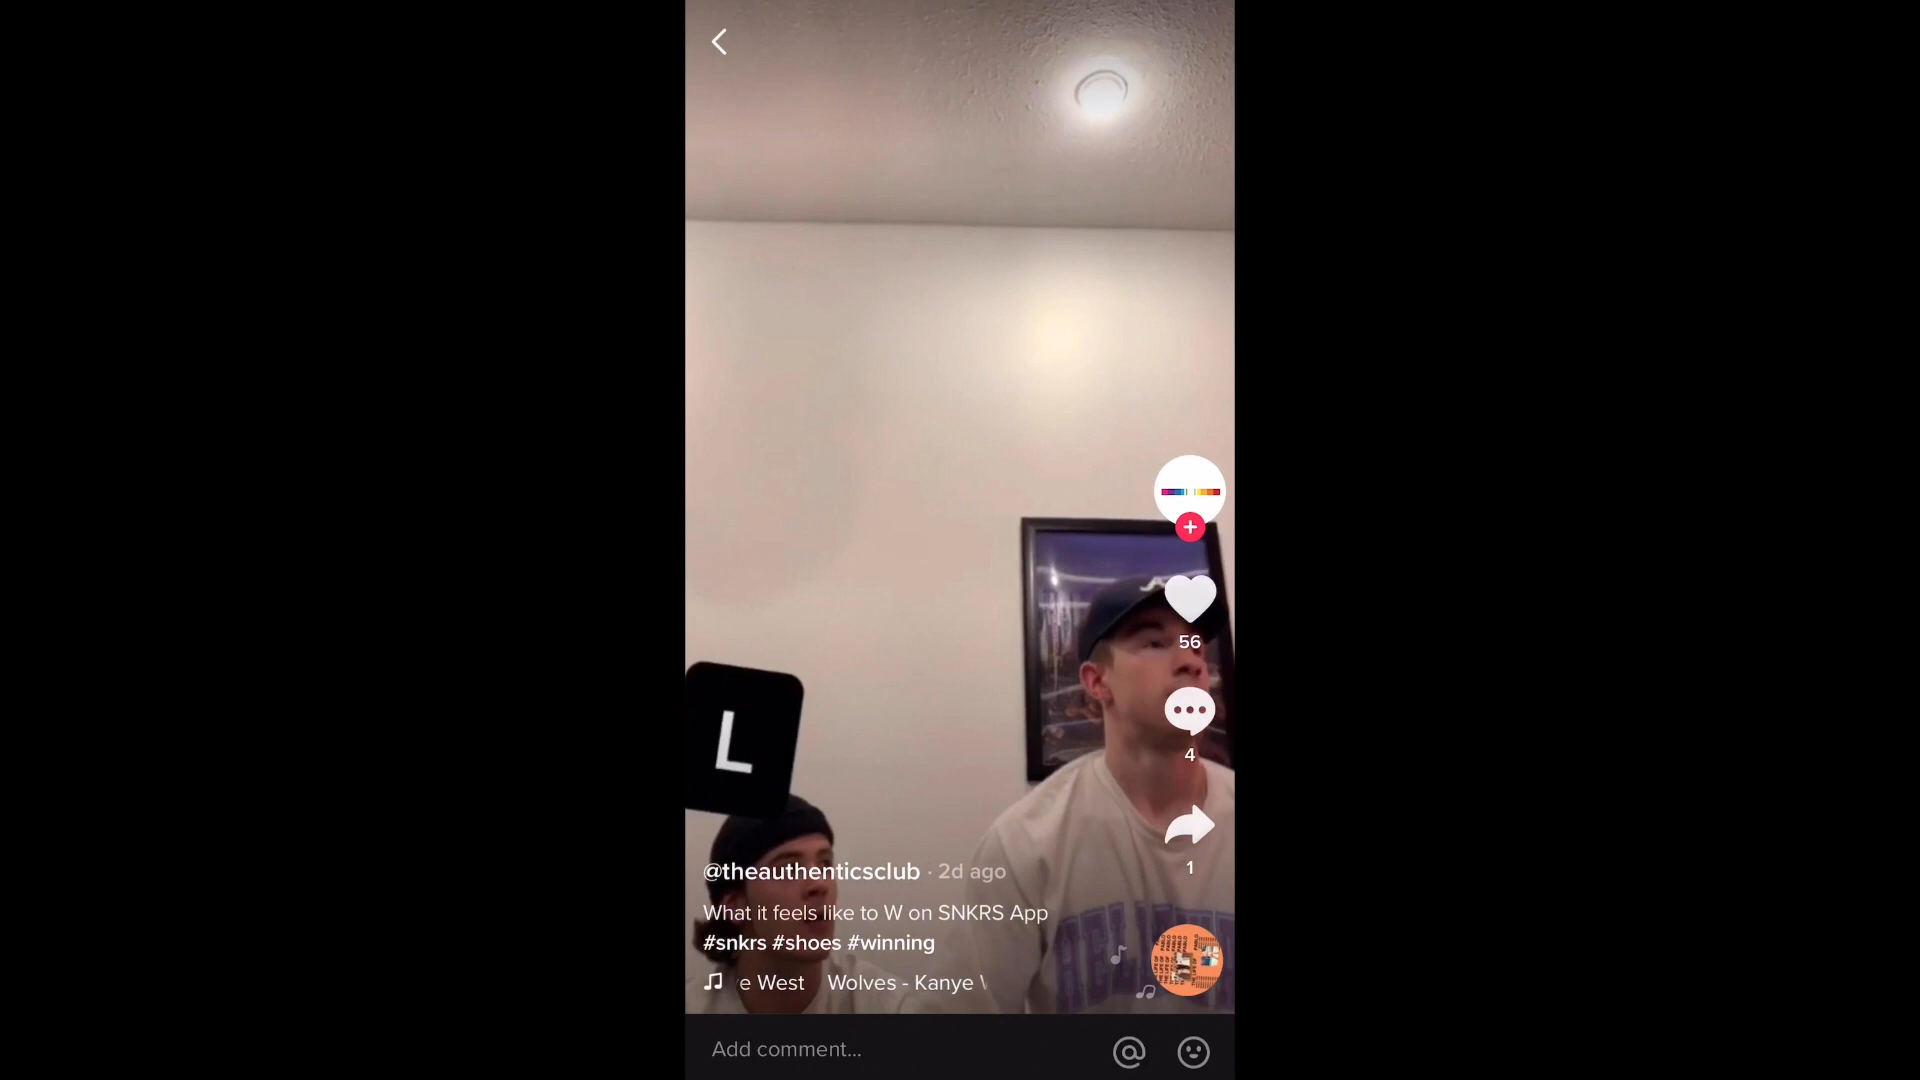 56
L
4
@theauthenticsclub · 2d ago
1
What it feels like to W on SNKRS App
#snkrs #shoes #winning
e West Wolves - Kanye
Add comment...